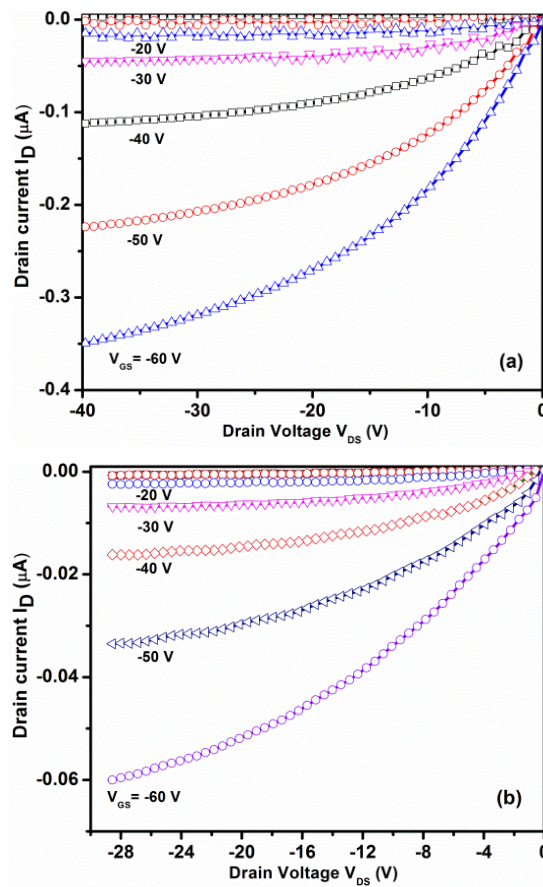 0.0
-20 V
-30 V
-0.1
-40 V
-0.2
-50 V
-0.3
V_GS= -60 V
(a)
-0.4
-40 -30 -20 -10 0
Drain Voltage V_DS (V)
Drain current I_D (μA)
0.00
-20 V
-30 V
-40 V
-0.02
-50 V
-0.04
-0.06
V_GS= -60 V
(b)
-28 -24 -20 -16 -12 -8 -4 0
Drain Voltage V_DS (V)
Drain current I_D (μA)